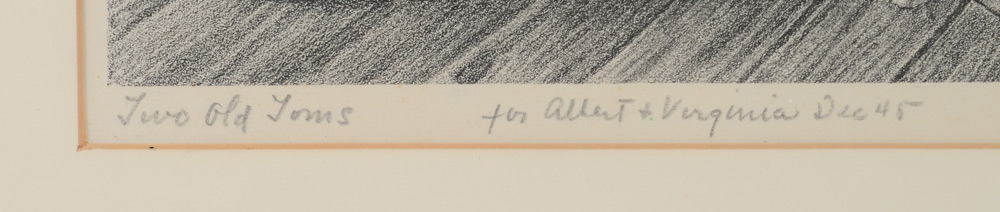 Two Old Toms for Albert & Virginia Dec 45